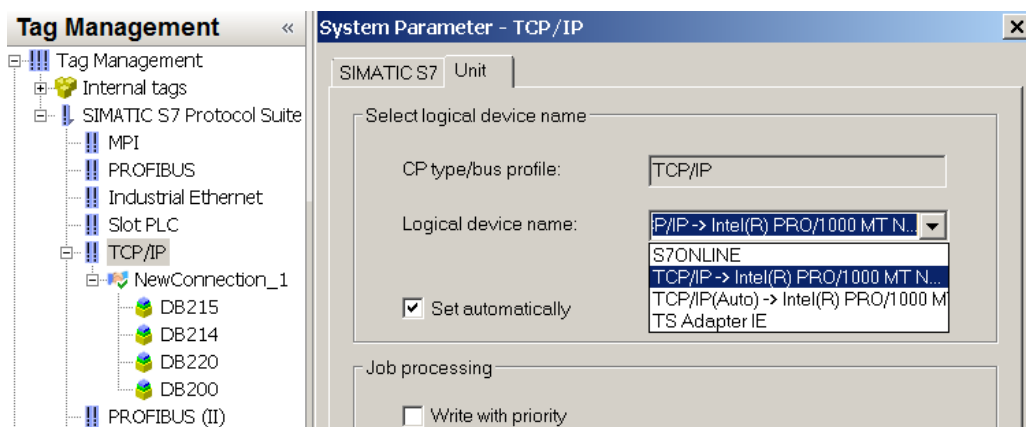 Tag Management «
Tag Management
Internal tags
SIMATIC S7 Protocol Suite
MPI
PROFIBUS
Industrial Ethernet
Slot PLC
TCP/IP
NewConnection_1
DB215
DB214
DB220
DB200
PROFIBUS (II)
System Parameter - TCP/IP
SIMATIC S7 Unit
Select logical device name
CP type/bus profile: TCP/IP
Logical device name: P/IP -> Intel(R) PRO/1000 MT N...
S7ONLINE
TCP/IP -> Intel(R) PRO/1000 MT N...
TCP/IP(Auto) -> Intel(R) PRO/1000 M
TS Adapter IE
Set automatically
Job processing
Write with priority